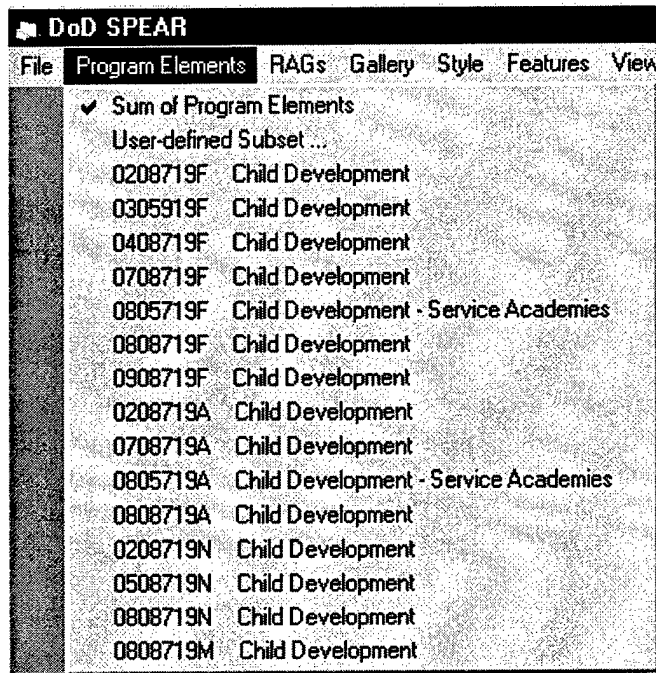 DoD SPEAR
File Program Elements RAGs Gallery Style Features View
✔ Sum of Program Elements
User-defined Subset ...
0208719F Child Development
0305919F Child Development
0408719F Child Development
0708719F Child Development
0805719F Child Development - Service Academies
0808719F Child Development
0908719F Child Development
0208719A Child Development
0708719A Child Development
0805719A Child Development - Service Academies
0808719A Child Development
0208719N Child Development
0508719N Child Development
0808719N Child Development
0808719M Child Development